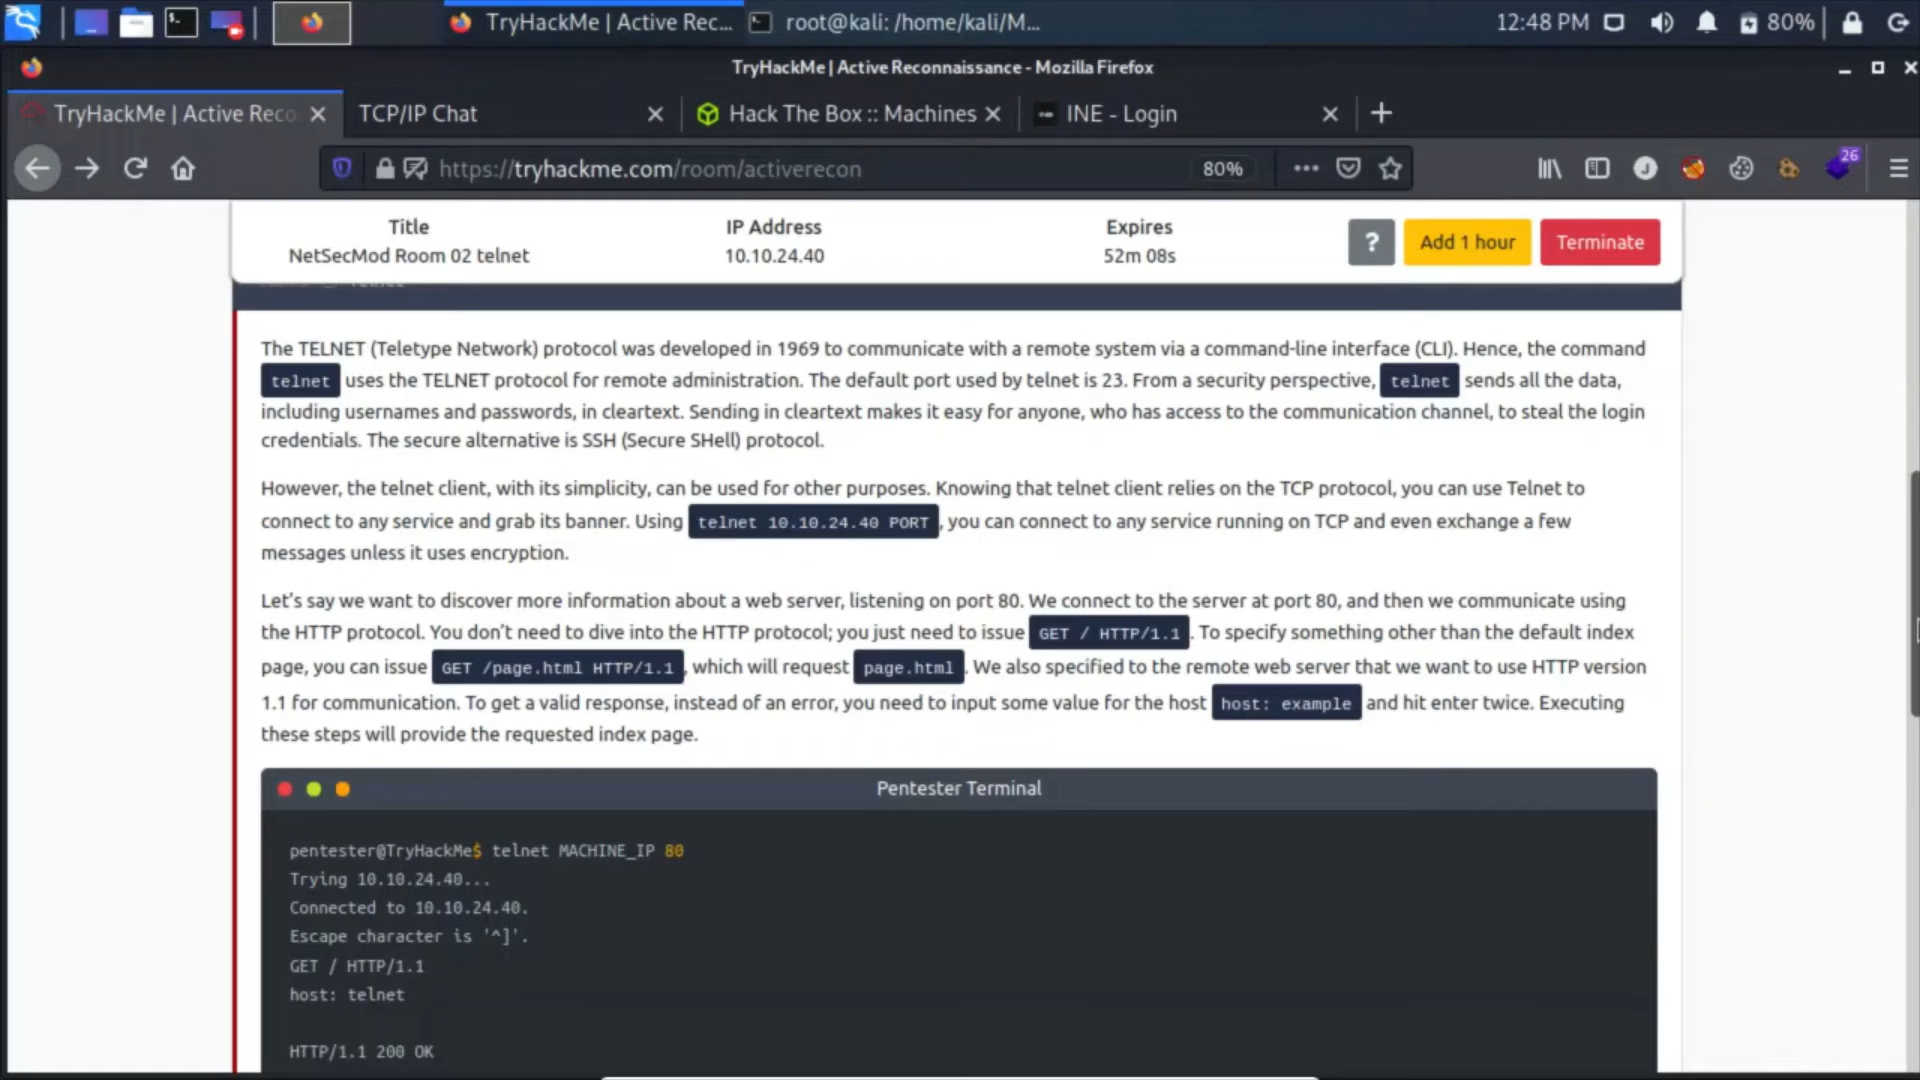 TryHackMe | Active Rec...
root@kali: /home/kali/M...
12:48 PM
80%
TryHackMe | Active Reconnaissance - Mozilla Firefox
TryHackMe | Active Reco
TCP/IP Chat
Hack The Box :: Machines
INE - Login
https://tryhackme.com/room/activerecon
80%
26
Title
IP Address
Expires
NetSecMod Room 02 telnet
10.10.24.40
52m 08s
?
Add 1 hour
Terminate
The TELNET (Teletype Network) protocol was developed in 1969 to communicate with a remote system via a command-line interface (CLI). Hence, the command
telnet uses the TELNET protocol for remote administration. The default port used by telnet is 23. From a security perspective, telnet sends all the data,
including usernames and passwords, in cleartext. Sending in cleartext makes it easy for anyone, who has access to the communication channel, to steal the login
credentials. The secure alternative is SSH (Secure SHell) protocol.
However, the telnet client, with its simplicity, can be used for other purposes. Knowing that telnet client relies on the TCP protocol, you can use Telnet to
connect to any service and grab its banner. Using telnet 10.10.24.40 PORT, you can connect to any service running on TCP and even exchange a few
messages unless it uses encryption.
Let's say we want to discover more information about a web server, listening on port 80. We connect to the server at port 80, and then we communicate using
the HTTP protocol. You don't need to dive into the HTTP protocol; you just need to issue GET / HTTP/1.1. To specify something other than the default index
page, you can issue GET /page.html HTTP/1.1, which will request page.html. We also specified to the remote web server that we want to use HTTP version
1.1 for communication. To get a valid response, instead of an error, you need to input some value for the host host: example and hit enter twice. Executing
these steps will provide the requested index page.
Pentester Terminal
pentester@TryHackMe$ telnet MACHINE_IP 80
Trying 10.10.24.40...
Connected to 10.10.24.40.
Escape character is '^]'.
GET / HTTP/1.1
host: telnet
HTTP/1.1 200 OK